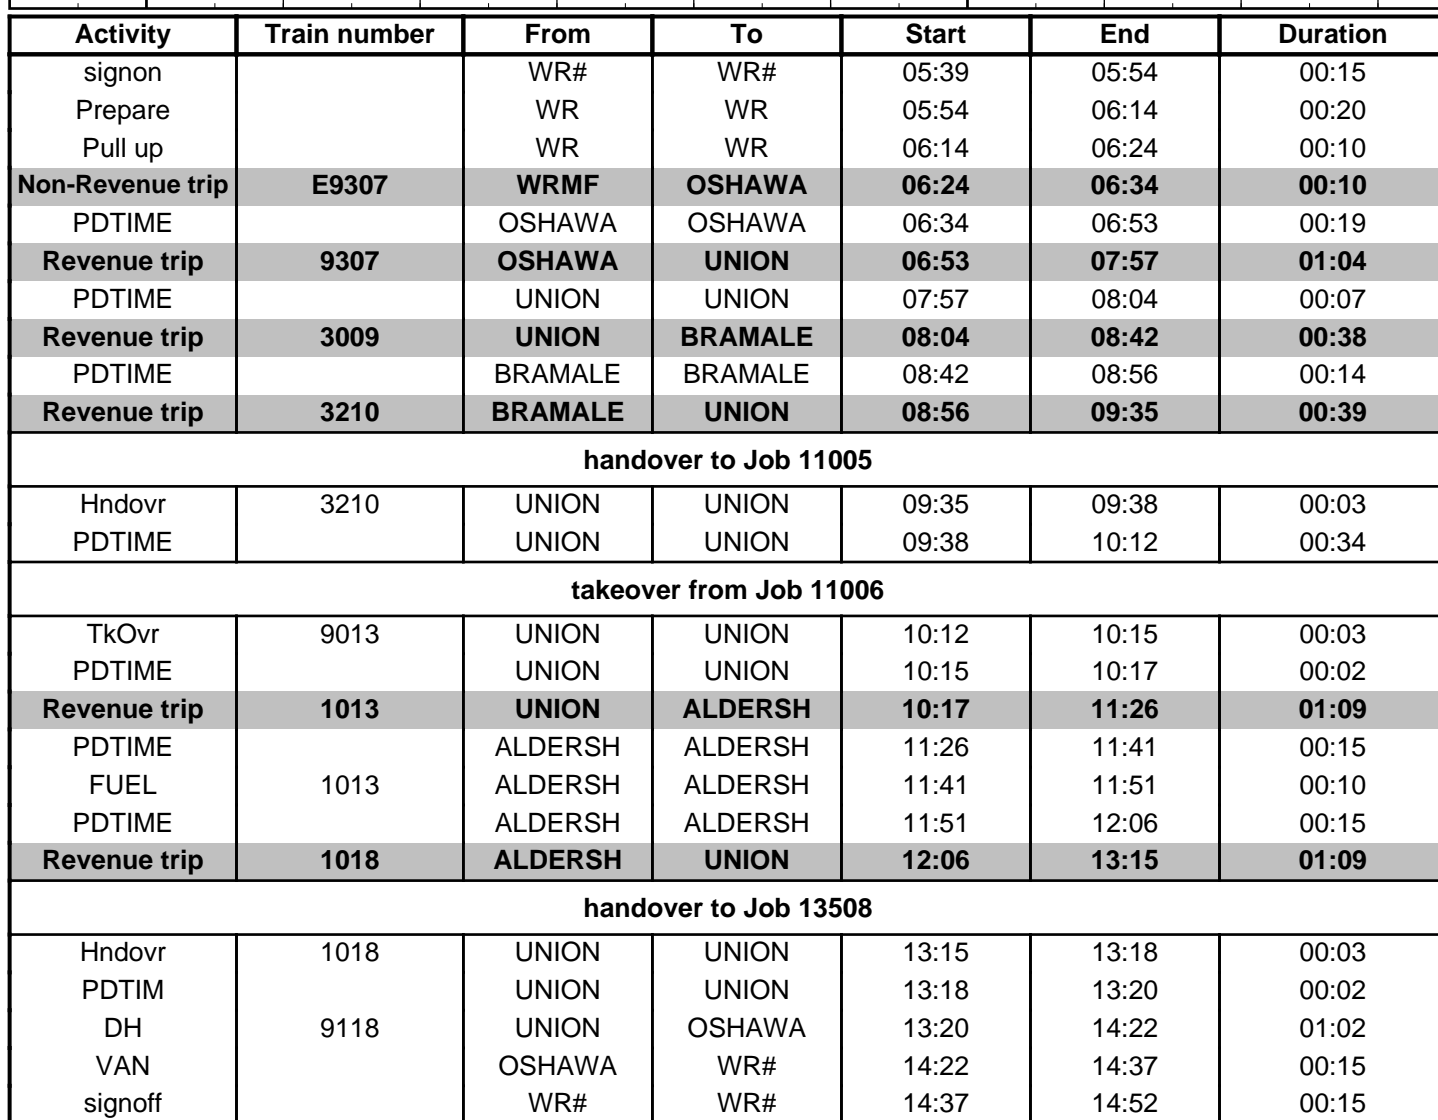 Activity Train number From To Start End Duration
signon WR# WR# 05:39 05:54 00:15
Prepare WR WR 05:54 06:14 00:20
Pull up WR WR 06:14 06:24 00:10
Non-Revenue trip E9307 WRMF OSHAWA 06:24 06:34 00:10
PDTIME OSHAWA OSHAWA 06:34 06:53 00:19
Revenue trip 9307 OSHAWA UNION 06:53 07:57 01:04
PDTIME UNION UNION 07:57 08:04 00:07
Revenue trip 3009 UNION BRAMALE 08:04 08:42 00:38
PDTIME BRAMALE BRAMALE 08:42 08:56 00:14
Revenue trip 3210 BRAMALE UNION 08:56 09:35 00:39
handover to Job 11005
Hndovr 3210 UNION UNION 09:35 09:38 00:03
PDTIME UNION UNION 09:38 10:12 00:34
takeover from Job 11006
TkOvr 9013 UNION UNION 10:12 10:15 00:03
PDTIME UNION UNION 10:15 10:17 00:02
Revenue trip 1013 UNION ALDERSH 10:17 11:26 01:09
PDTIME ALDERSH ALDERSH 11:26 11:41 00:15
FUEL 1013 ALDERSH ALDERSH 11:41 11:51 00:10
PDTIME ALDERSH ALDERSH 11:51 12:06 00:15
Revenue trip 1018 ALDERSH UNION 12:06 13:15 01:09
handover to Job 13508
Hndovr 1018 UNION UNION 13:15 13:18 00:03
PDTIM UNION UNION 13:18 13:20 00:02
DH 9118 UNION OSHAWA 13:20 14:22 01:02
VAN OSHAWA WR# 14:22 14:37 00:15
signoff WR# WR# 14:37 14:52 00:15